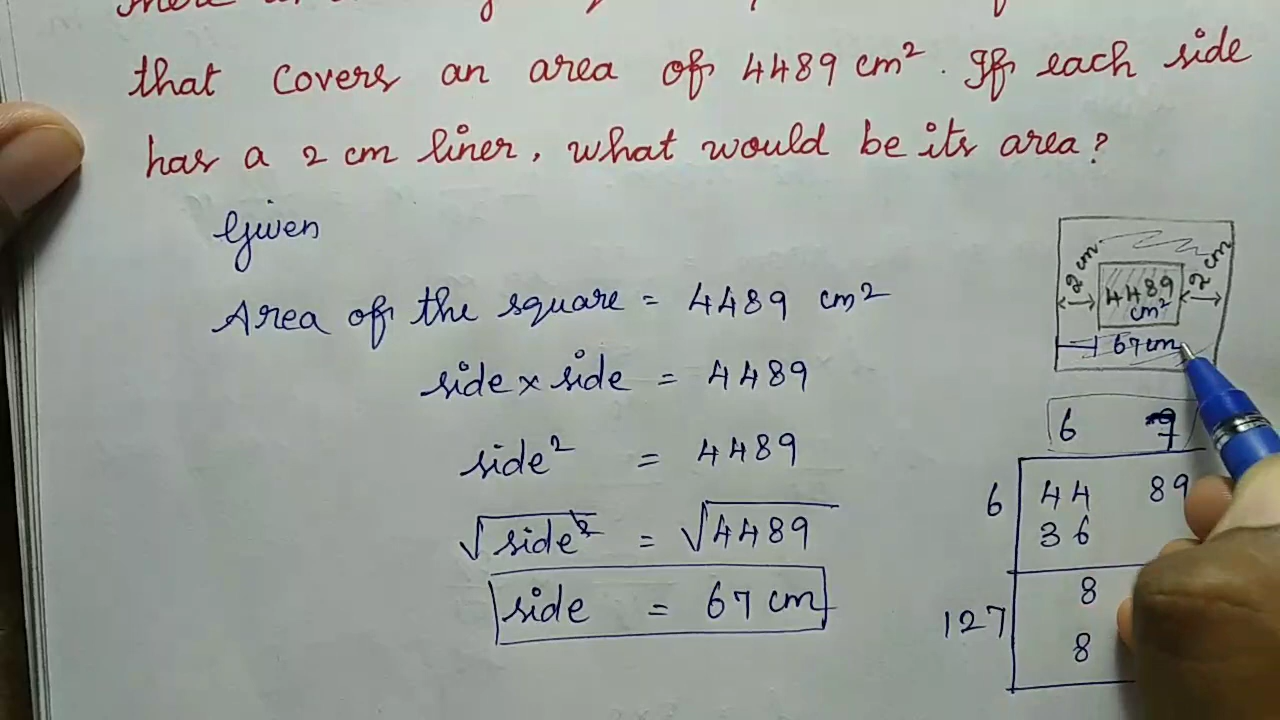 that covers an area of 4489 cm². If each side
has a 2 cm liner, what would be its area?
Given
Area of the square = 4489 cm²
side × side = 4489
side² = 4489
√side² = √4489
side = 67 cm
2 cm
4489
cm²
2 cm
67 cm
6 7
6 44 89
36
8
127
8